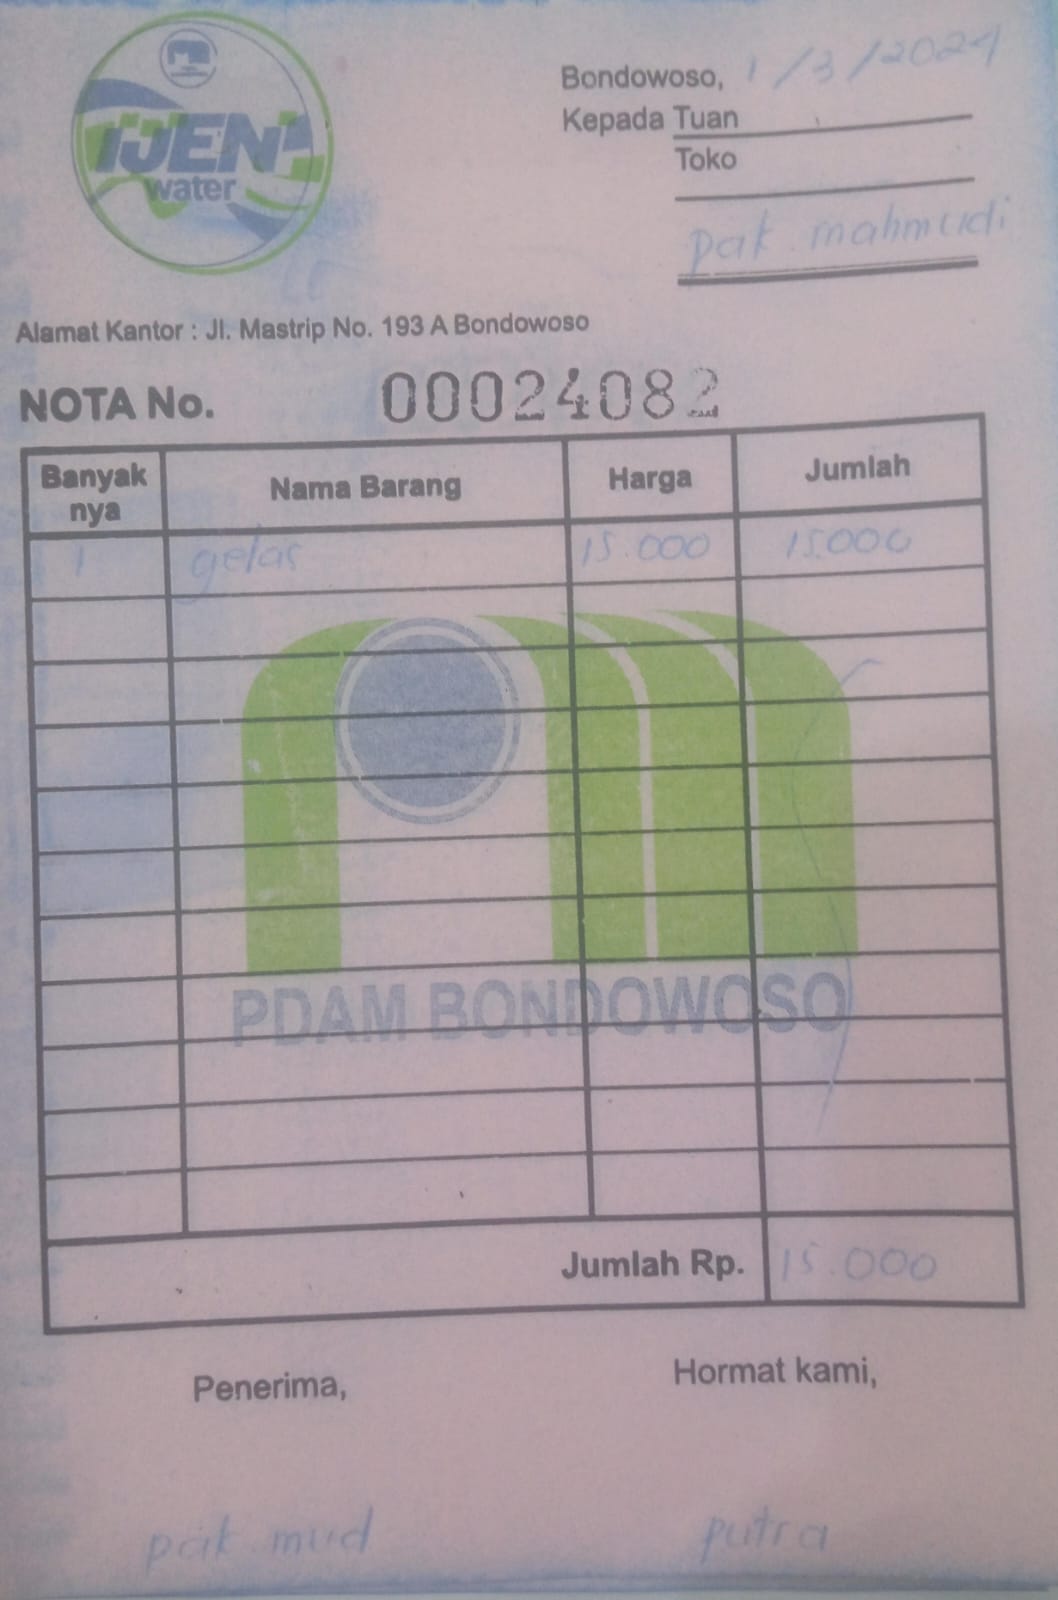 IJEN
water
Bondowoso, 1/3/2024
Kepada Tuan
Toko
pak mahmudi
Alamat Kantor : Jl. Mastrip No. 193 A Bondowoso
NOTA No. 00024082
Banyak nya Nama Barang Harga Jumlah
1 gelas 15.000 15.000
PDAM BONDOWOSO
Jumlah Rp. 15.000
Penerima, Hormat kami,
pak mud putra